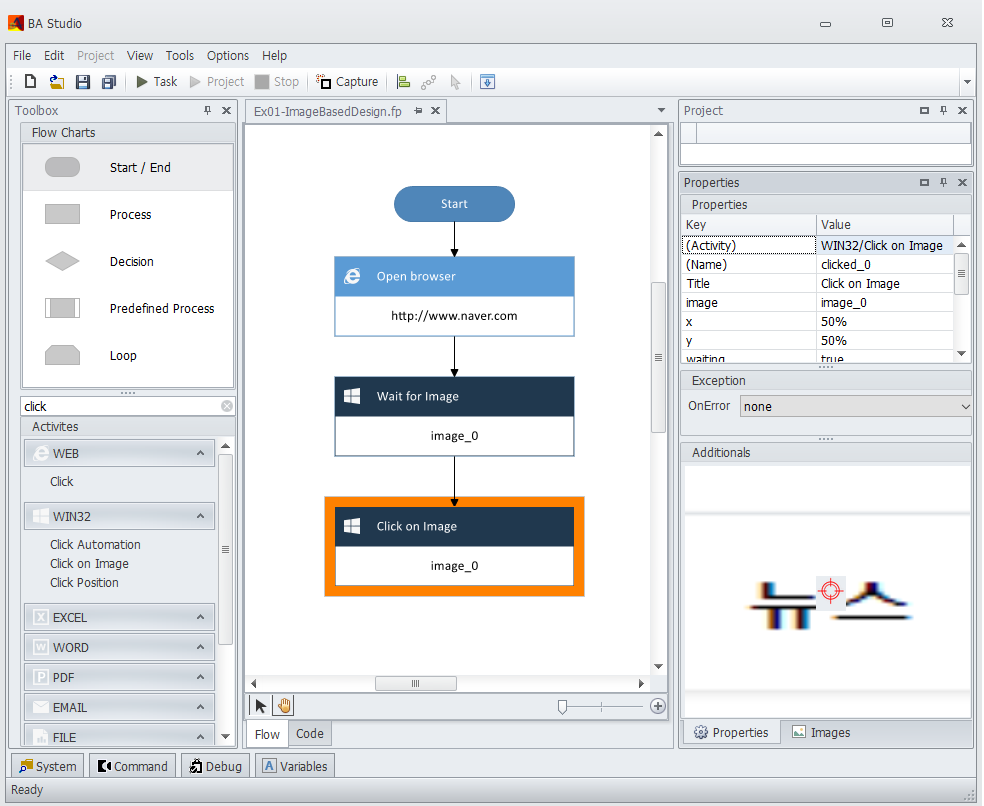 BA Studio
File Edit Project View Tools Options Help
Task Project Stop Capture
Toolbox
Flow Charts
Start / End
Process
Decision
Predefined Process
Loop
click
Activites
WEB
Click
WIN32
Click Automation
Click on Image
Click Position
EXCEL
WORD
PDF
EMAIL
FILE
Ex01-ImageBasedDesign.fp
Start
Open browser
http://www.naver.com
Wait for Image
image_0
Click on Image
image_0
Flow Code
Project
Properties
Properties
Key Value
(Activity) WIN32/Click on Image
(Name) clicked_0
Title Click on Image
image image_0
x 50%
y 50%
waiting true
Exception
OnError none
Additionals
뉴스
Properties Images
System Command Debug Variables
Ready